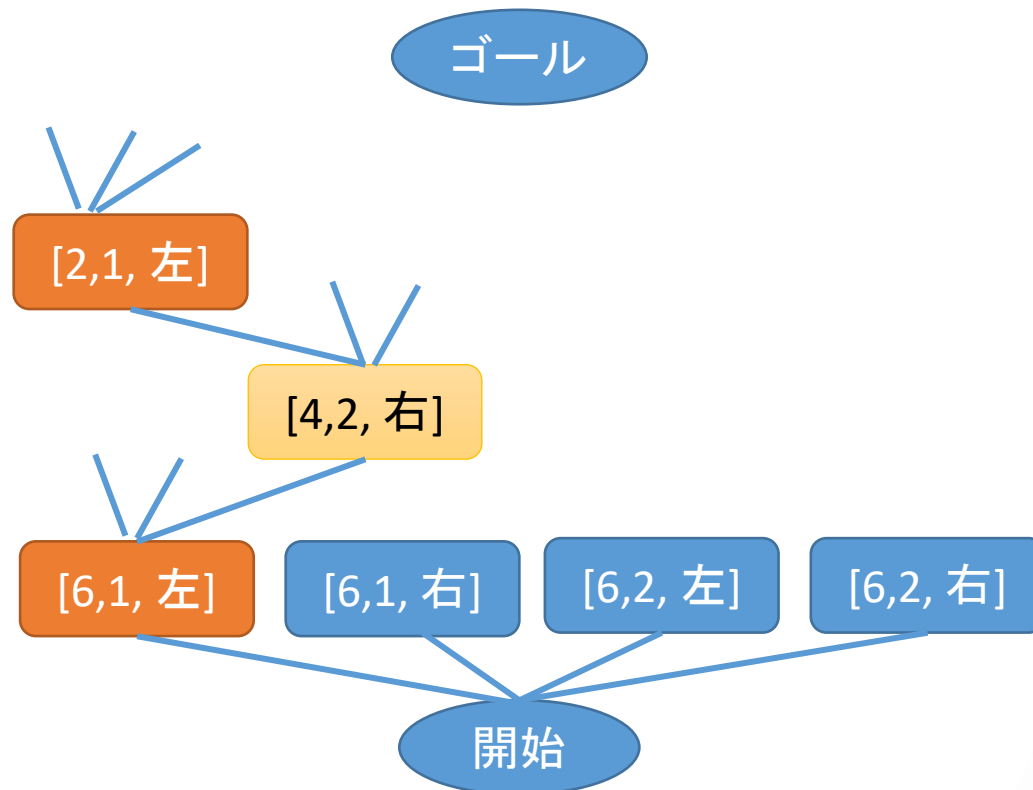 ゴール
[2,1, 左]
[4,2, 右]
[6,1, 左]
[6,1, 右]
[6,2, 左]
[6,2, 右]
開始